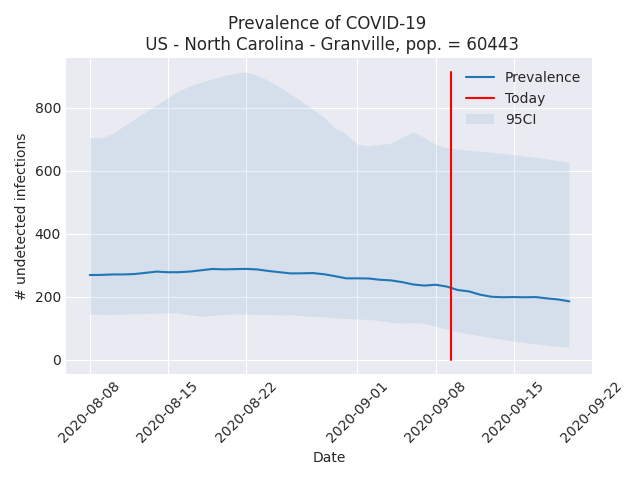 Prevalence of COVID-19
US - North Carolina - Granville, pop. = 60443
Prevalence
Today
95CI
# undetected infections
800
600
400
200
0
2020-08-08
2020-08-15
2020-08-22
2020-09-01
2020-09-08
2020-09-15
2020-09-22
Date